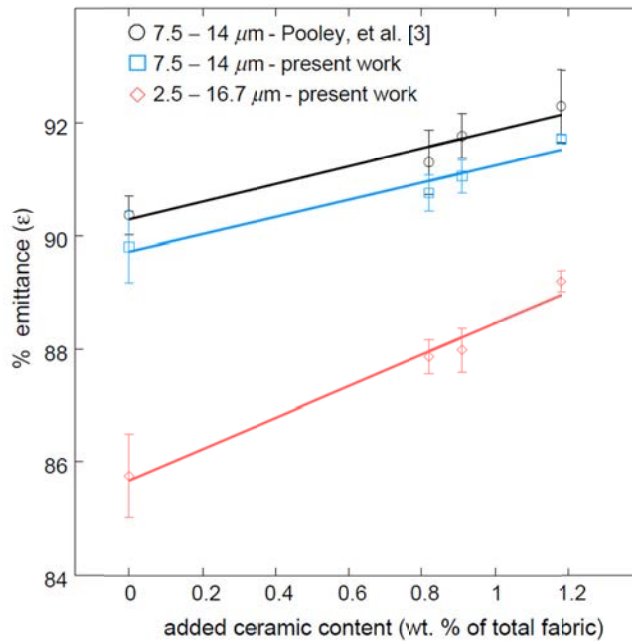 7.5 – 14 μm - Pooley, et al. [3]
7.5 – 14 μm - present work
2.5 – 16.7 μm - present work
92
90
88
86
84
% emittance (ε)
0 0.2 0.4 0.6 0.8 1 1.2
added ceramic content (wt. % of total fabric)